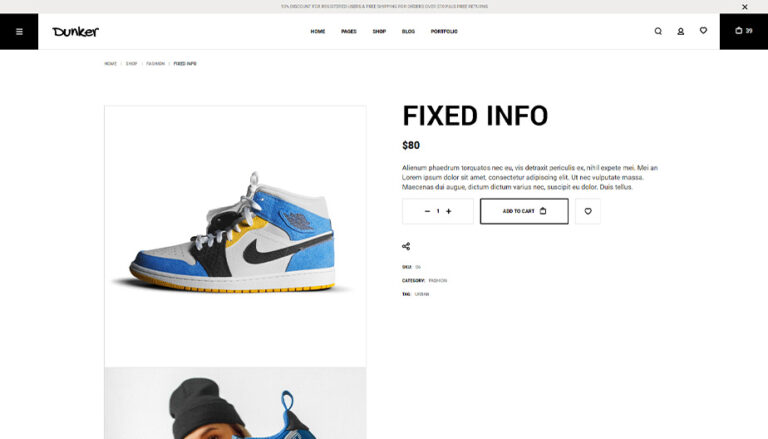 10% DISCOUNT FOR REGISTERED USERS & FREE SHIPPING FOR ORDERS OVER
FREE RETURNS
Dunker
HOME PAGES SHOP BLOG PORTFOLIO
39
HOME / SHOP / FASHION / FIXED INFO
FIXED INFO
$80
Alienum phaedrum torquatos nec eu, vis detraxit periculis ex, nihil expete mei. Mei an
Lorem ipsum dolor sit amet, consectetur adipiscing elit. Ut nec vulputate massa.
Maecenas dui augue, dictum dictum varius nec, suscipit eu dolor. Duis tellus.
− 1 +
ADD TO CART
SKU:
CATEGORY: FASHION
TAG: URBAN